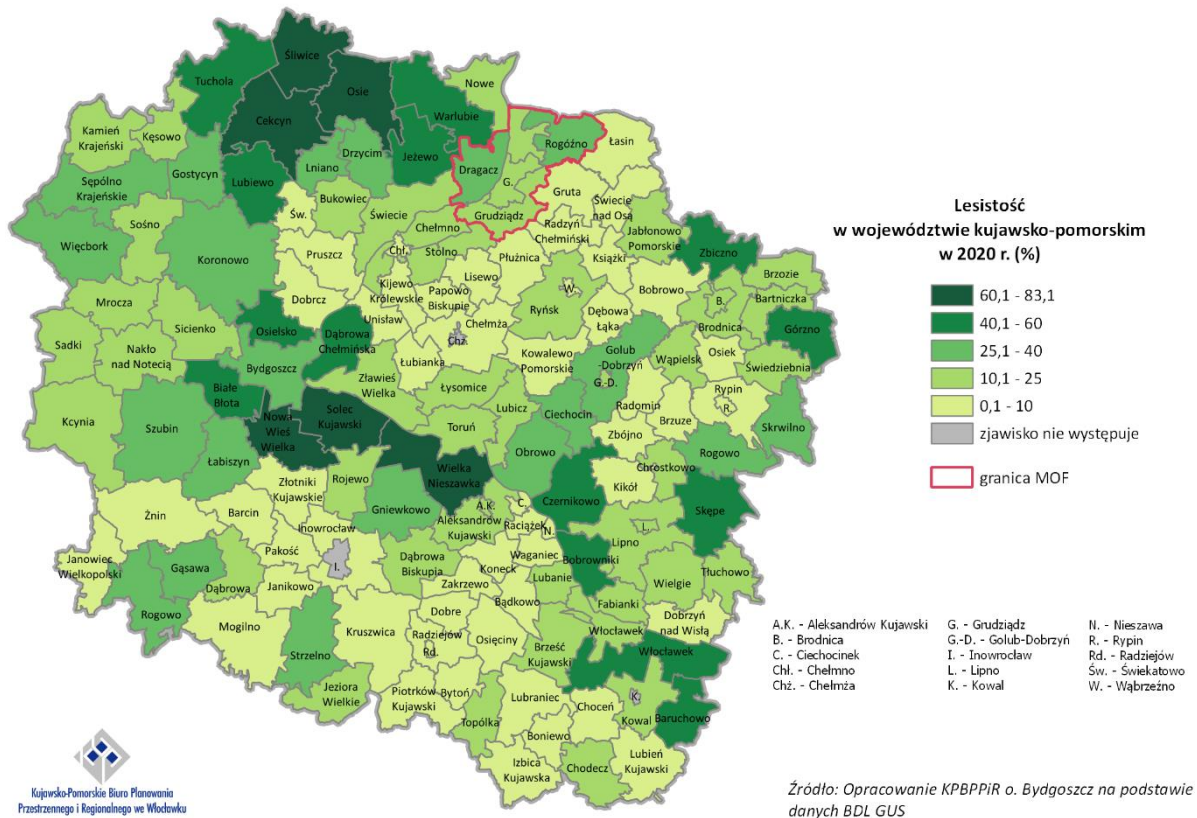 Śliwice
Tuchola
Osie
Nowe
Cekcyn
Warlubie
Kamień
Krajeński
Kęsowo
Rogóźno
Łasin
Drzycim
Jeżewo
Lniano
Dragacz
Gostycyn
Lubiewo
G.
Gruta
Sępólno
Krajeńskie
Bukowiec
Świecie
nad Osą
Św.
Świecie
Grudziądz
Sośno
Chełmno
Radzyń
Chełmiński
Jabłonowo
Pomorskie
Więcbork
Koronowo
Pruszcz
Chł.
Stolno
Płużnica
Książki
Zbiczno
Brzozie
Kijewo
Królewskie
Lisewo
Papowo
Biskupie
W.
Bobrowo
B.
Bartniczka
Mrocza
Dobrcz
Unisław
Chełmża
Ryńsk
Dębowa
Łąka
Brodnica
Górzno
Sicienko
Osielsko
Dąbrowa
Chełmińska
Chż.
Sadki
Nakło
nad Notecią
Łubianka
Kowalewo
Pomorskie
Golub
-Dobrzyń
Wąpielsk
Osiek
Świedziebnia
Bydgoszcz
Zławieś
Wielka
Łysomice
G.-D.
Rypin
R.
Białe
Błota
Lubicz
Ciechocin
Radomin
Brzuze
Kcynia
Szubin
Nowa
Wieś
Wielka
Solec
Kujawski
Toruń
Zbójno
Skrwilno
Łabiszyn
Obrowo
Rogowo
Wielka
Nieszawka
Chrostkowo
Złotniki
Kujawskie
Rojewo
Czernikowo
Kikół
Skępe
Gniewkowo
A.K.
C.
Żnin
Barcin
Aleksandrów
Kujawski
Raciążek
N.
L.
Inowrocław
Lipno
Pakość
I.
Dąbrowa
Biskupia
Waganiec
Bobrowniki
Janowiec
Wielkopolski
Gąsawa
Koneck
Lubanie
Wielgie
Tłuchowo
Dąbrowa
Janikowo
Zakrzewo
Bądkowo
Fabianki
Rogowo
Mogilno
Dobre
Dobrzyń
nad Wisłą
Kruszwica
Radziejów
Rd.
Osięciny
Włocławek
Brześć
Kujawski
Włocławek
Strzelno
Jeziora
Wielkie
Piotrków
Kujawski
Bytoń
Lubraniec
K.
Choceń
Kowal
Baruchowo
Topólka
Boniewo
Izbica
Kujawska
Lubień
Kujawski
Chodecz
Lesistość
w województwie kujawsko-pomorskim
w 2020 r. (%)
60,1 - 83,1
40,1 - 60
25,1 - 40
10,1 - 25
0,1 - 10
zjawisko nie występuje
granica MOF
A.K. - Aleksandrów Kujawski
B. - Brodnica
C. - Ciechocinek
Chł. - Chełmno
Chż. - Chełmża
G. - Grudziądz
G.-D. - Golub-Dobrzyń
I. - Inowrocław
L. - Lipno
K. - Kowal
N. - Nieszawa
R. - Rypin
Rd. - Radziejów
Św. - Świekatowo
W. - Wąbrzeźno
Kujawsko-Pomorskie Biuro Planowania
Przestrzennego i Regionalnego we Włocławku
Źródło: Opracowanie KPBPPiR o. Bydgoszcz na podstawie
danych BDL GUS